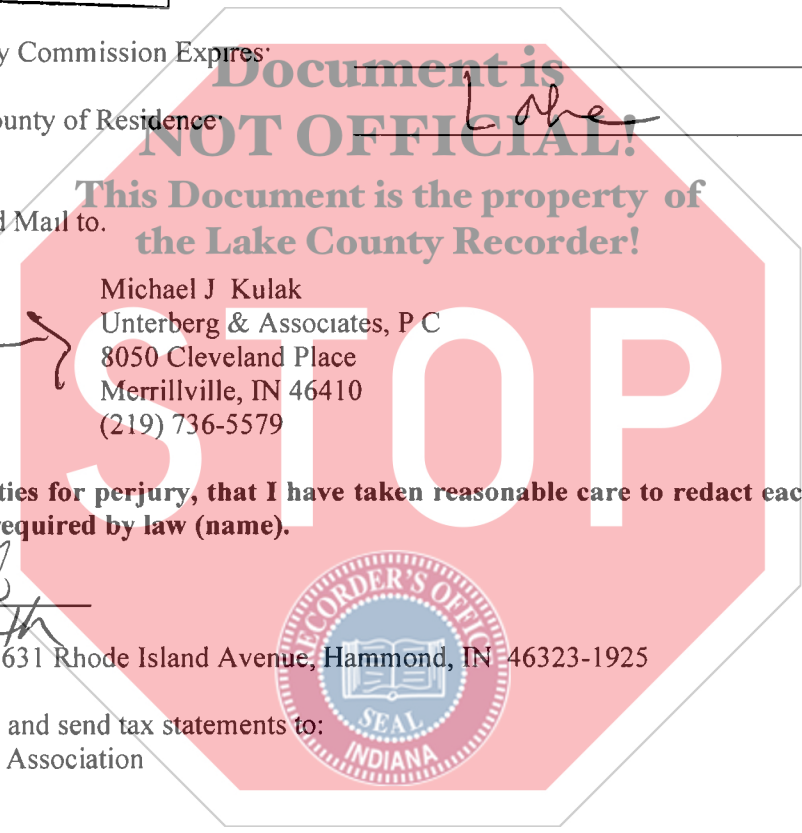 y Commission Expires:
Document is
ounty of Residence:
Lake
NOT OFFICIAL!
This Document is the property of
d Mail to.
the Lake County Recorder!
Michael J Kulak
Unterberg & Associates, P C
8050 Cleveland Place
Merrillville, IN 46410
(219) 736-5579
STOP
ties for perjury, that I have taken reasonable care to redact eac
required by law (name).
RECORDER'S OFFICE
631 Rhode Island Avenue, Hammond, IN 46323-1925
SEAL
and send tax statements to:
INDIANA
Association